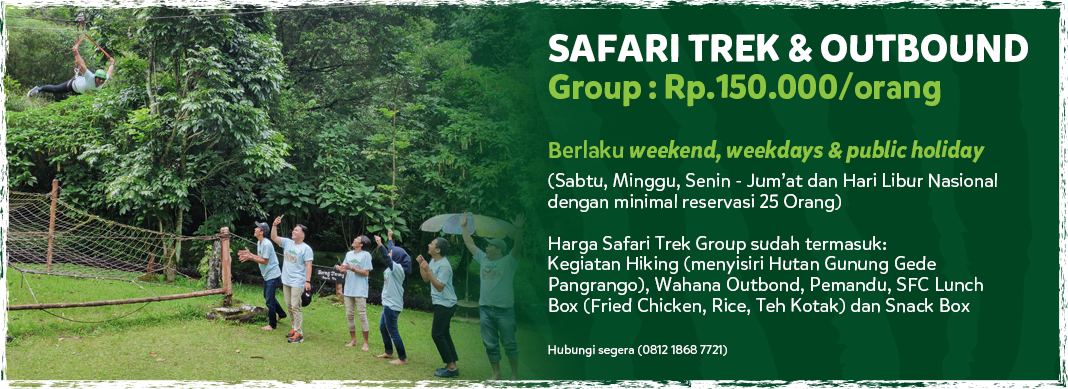 SAFARI TREK & OUTBOUND
Group : Rp.150.000/orang
Berlaku weekend, weekdays & public holiday
(Sabtu, Minggu, Senin - Jum'at dan Hari Libur Nasional
dengan minimal reservasi 25 Orang)
Harga Safari Trek Group sudah termasuk:
Kegiatan Hiking (menyisiri Hutan Gunung Gede
Pangrango), Wahana Outbond, Pemandu, SFC Lunch
Box (Fried Chicken, Rice, Teh Kotak) dan Snack Box
Hubungi segera (0812 1868 7721)